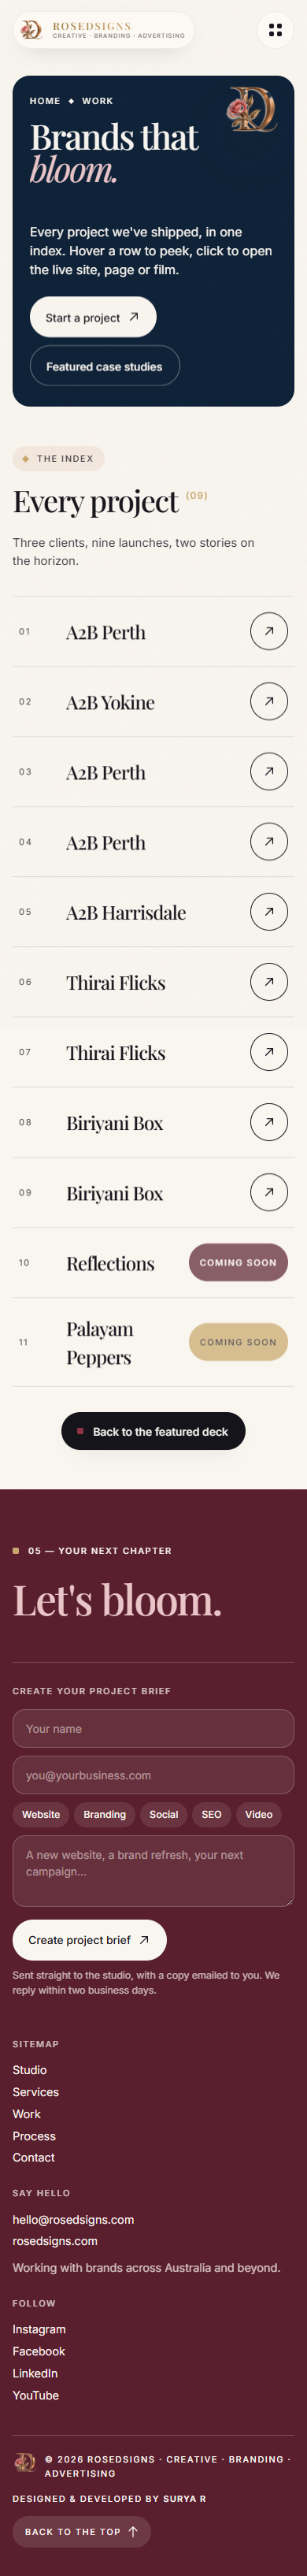 ROSEDSIGNS
CREATIVE · BRANDING · ADVERTISING
HOME ◆ WORK
Brands that
bloom.
Every project we've shipped, in one
index. Hover a row to peek, click to open
the live site, page or film.
Start a project ↗
Featured case studies
◆ THE INDEX
Every project (09)
Three clients, nine launches, two stories on
the horizon.
01 A2B Perth
02 A2B Yokine
03 A2B Perth
04 A2B Perth
05 A2B Harrisdale
06 Thirai Flicks
07 Thirai Flicks
08 Biriyani Box
09 Biriyani Box
10 Reflections COMING SOON
11 Palayam
Peppers COMING SOON
Back to the featured deck
05 — YOUR NEXT CHAPTER
Let's bloom.
CREATE YOUR PROJECT BRIEF
Your name
you@yourbusiness.com
Website Branding Social SEO Video
A new website, a brand refresh, your next
campaign...
Create project brief ↗
Sent straight to the studio, with a copy emailed to you. We
reply within two business days.
SITEMAP
Studio
Services
Work
Process
Contact
SAY HELLO
hello@rosedsigns.com
rosedsigns.com
Working with brands across Australia and beyond.
FOLLOW
Instagram
Facebook
LinkedIn
YouTube
© 2026 ROSEDSIGNS · CREATIVE · BRANDING ·
ADVERTISING
DESIGNED & DEVELOPED BY SURYA R
BACK TO THE TOP ↑